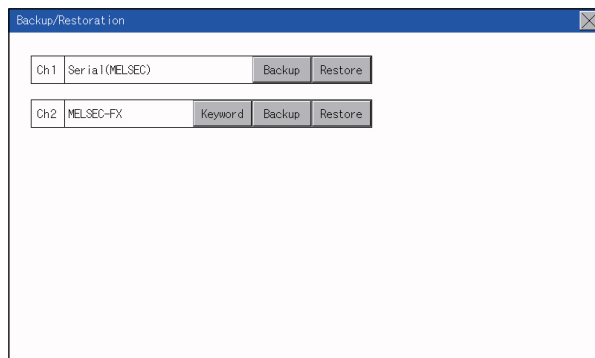 Backup/Restoration
Ch1 Serial(MELSEC) Backup Restore
Ch2 MELSEC-FX Keyword Backup Restore